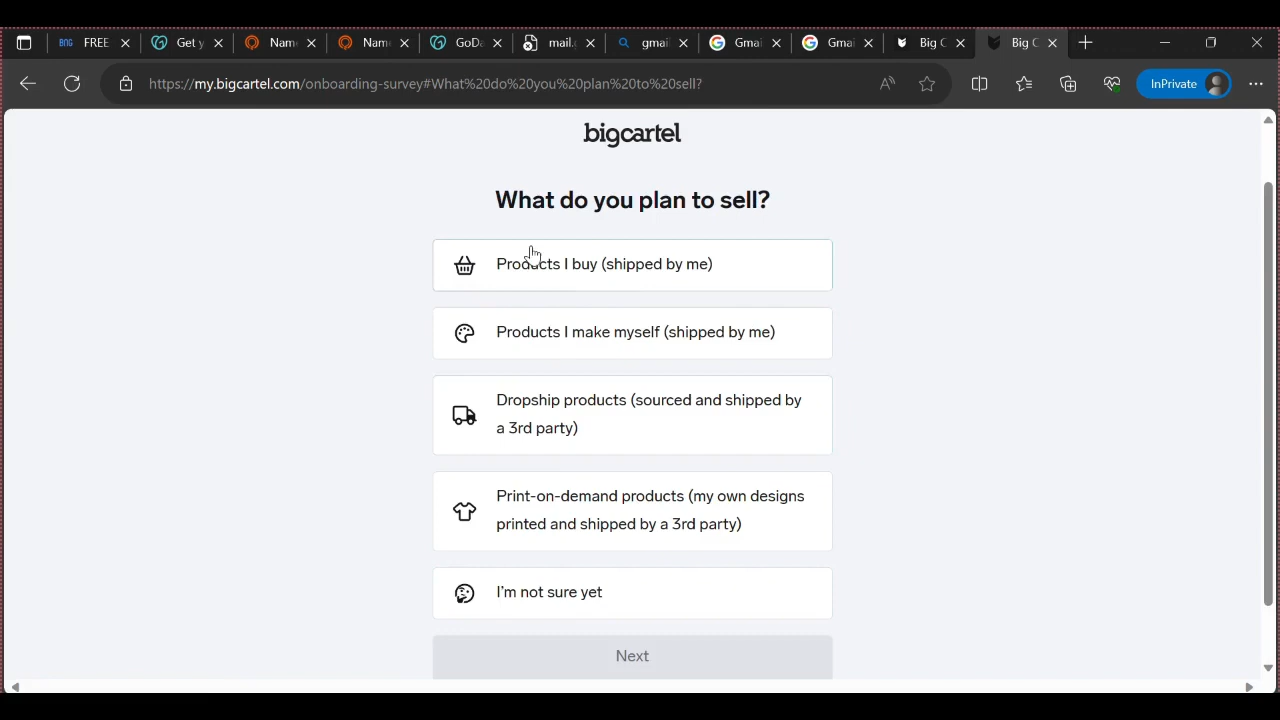 BNG FREE
Get y
Nam
Nam
GoD
mail.
gmai
Gmai
Gmai
Big C
Big C
https://my.bigcartel.com/onboarding-survey#What%20do%20you%20plan%20to%20sell?
InPrivate
bigcartel
What do you plan to sell?
Products I buy (shipped by me)
Products I make myself (shipped by me)
Dropship products (sourced and shipped by
a 3rd party)
Print-on-demand products (my own designs
printed and shipped by a 3rd party)
I'm not sure yet
Next